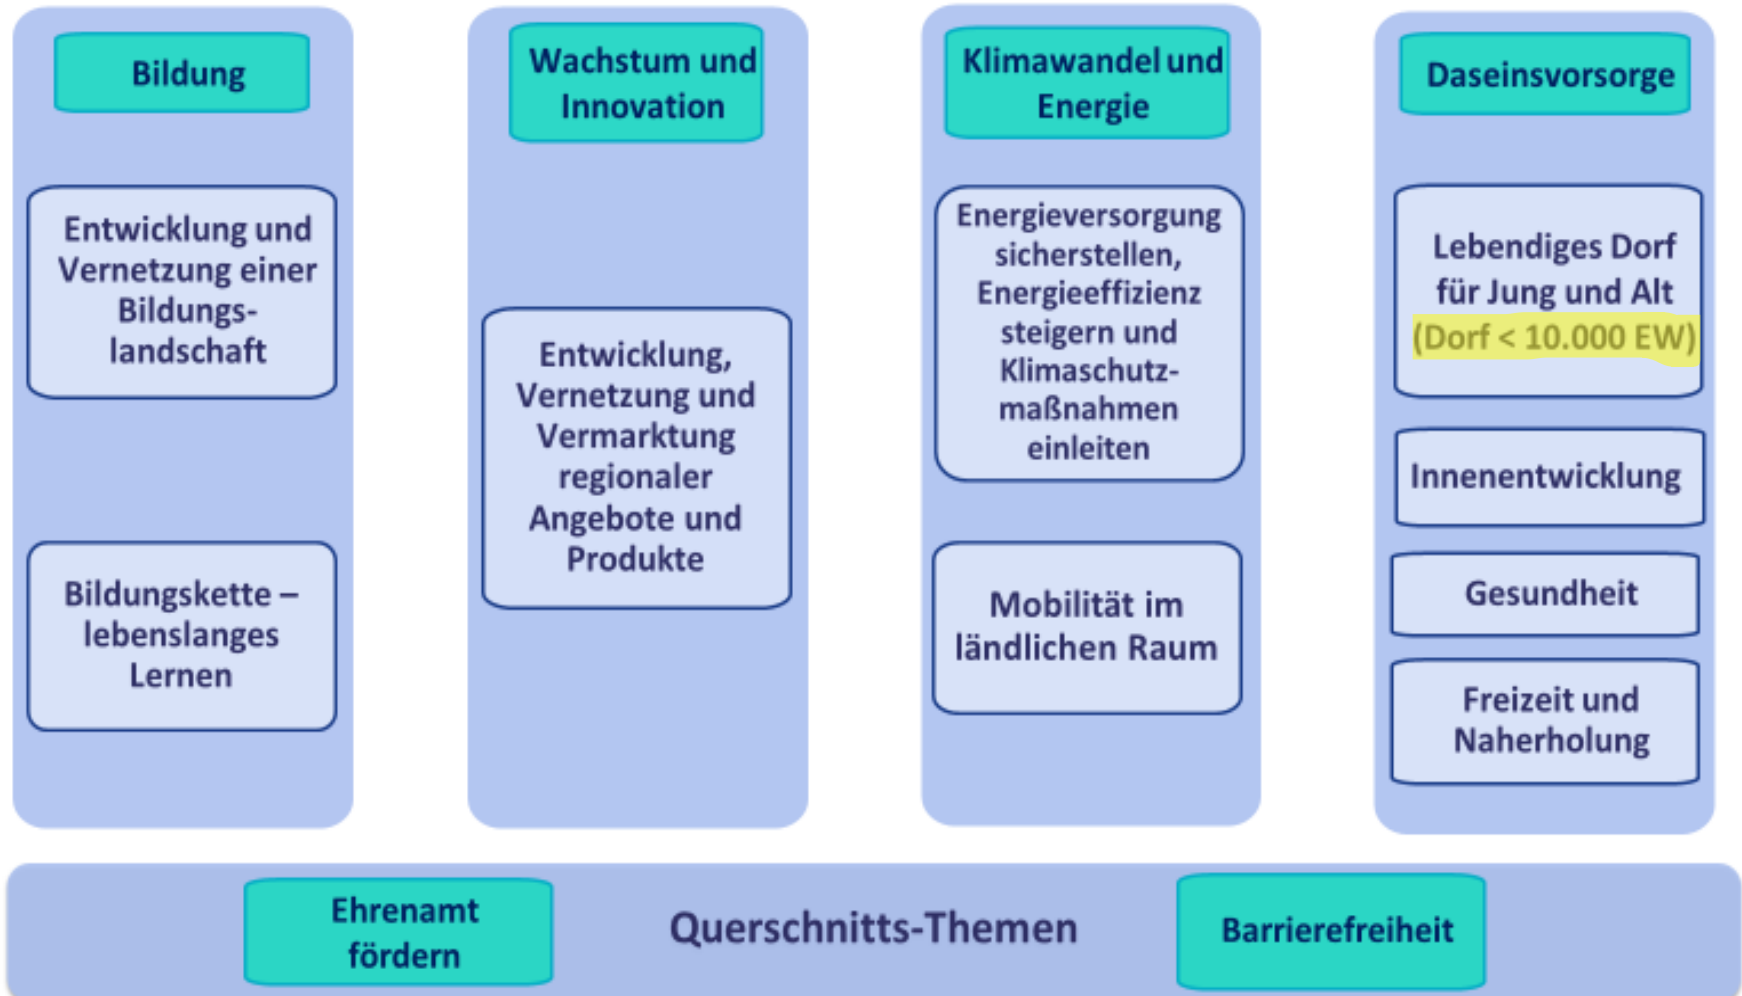 Bildung
Entwicklung und
Vernetzung einer
Bildungs-
landschaft
Bildungskette –
lebenslanges
Lernen
Wachstum und
Innovation
Entwicklung,
Vernetzung und
Vermarktung
regionaler
Angebote und
Produkte
Klimawandel und
Energie
Energieversorgung
sicherstellen,
Energieeffizienz
steigern und
Klimaschutz-
maßnahmen
einleiten
Mobilität im
ländlichen Raum
Daseinsvorsorge
Lebendiges Dorf
für Jung und Alt
(Dorf < 10.000 EW)
Innenentwicklung
Gesundheit
Freizeit und
Naherholung
Ehrenamt
fördern
Querschnitts-Themen
Barrierefreiheit